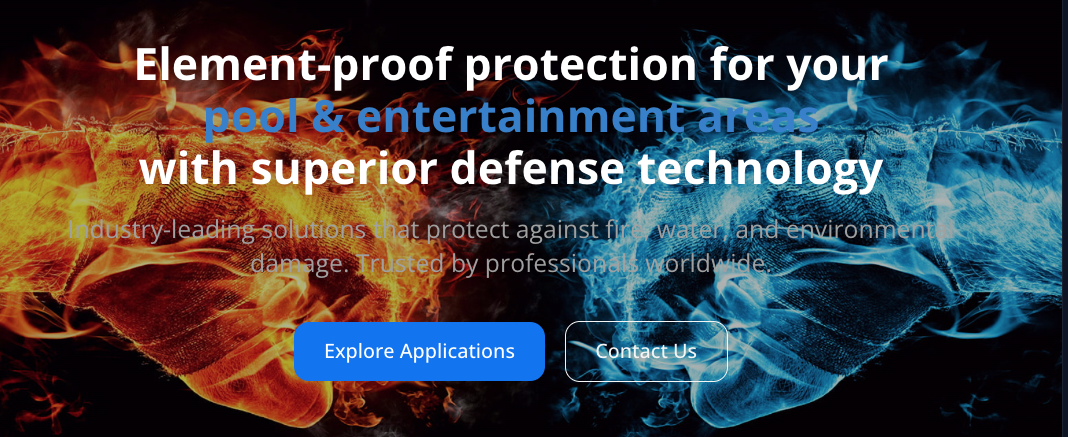 Element-proof protection for your
pool & entertainment areas
with superior defense technology
Industry-leading solutions that protect against fire, water, and environmental
damage. Trusted by professionals worldwide.
Explore Applications
Contact Us